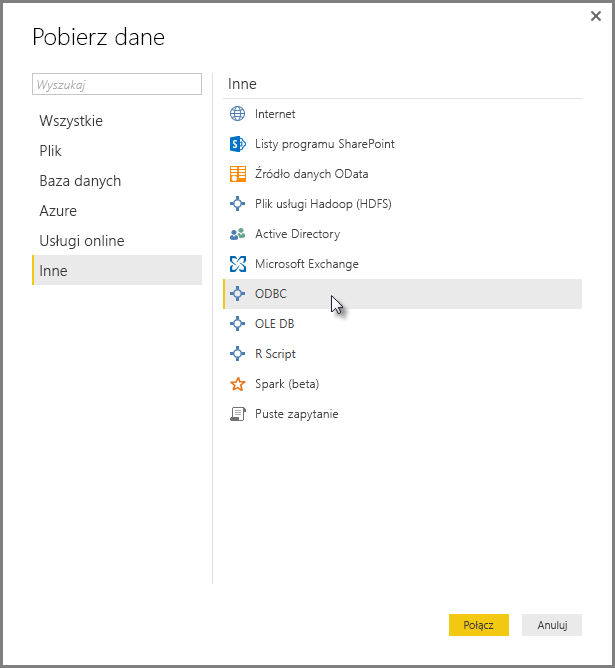 Pobierz dane
Wyszukaj
Wszystkie
Plik
Baza danych
Azure
Usługi online
Inne
Inne
Internet
Listy programu SharePoint
Źródło danych OData
Plik usługi Hadoop (HDFS)
Active Directory
Microsoft Exchange
ODBC
OLE DB
R Script
Spark (beta)
Puste zapytanie
Połącz
Anuluj